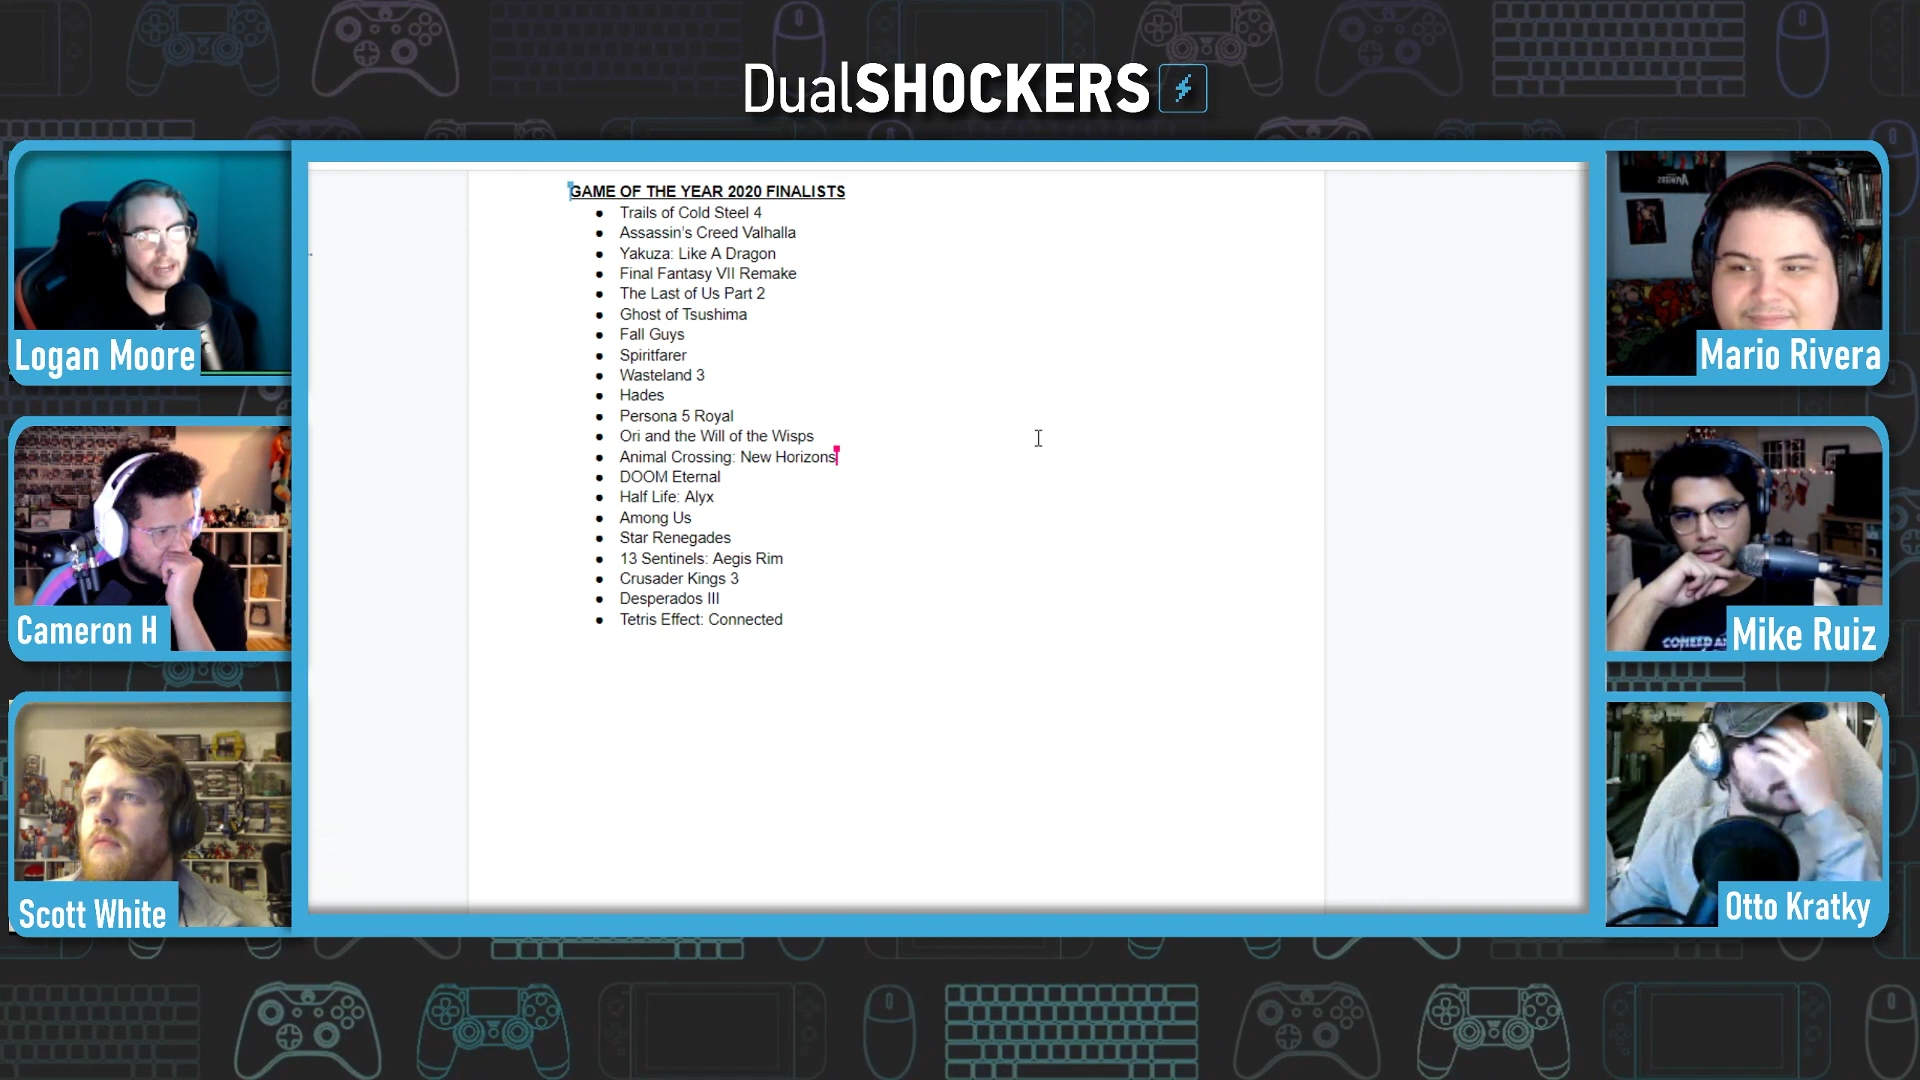 DualSHOCKERS
GAME OF THE YEAR 2020 FINALISTS
Trails of Cold Steel 4
Assassin's Creed Valhalla
Yakuza: Like A Dragon
Final Fantasy VII Remake
The Last of Us Part 2
Ghost of Tsushima
Fall Guys
Spiritfarer
Wasteland 3
Hades
Persona 5 Royal
Ori and the Will of the Wisps
Animal Crossing: New Horizons
DOOM Eternal
Half Life: Alyx
Among Us
Star Renegades
13 Sentinels: Aegis Rim
Crusader Kings 3
Desperados III
Tetris Effect: Connected
Logan Moore
Cameron H
Scott White
Mario Rivera
Mike Ruiz
Otto Kratky